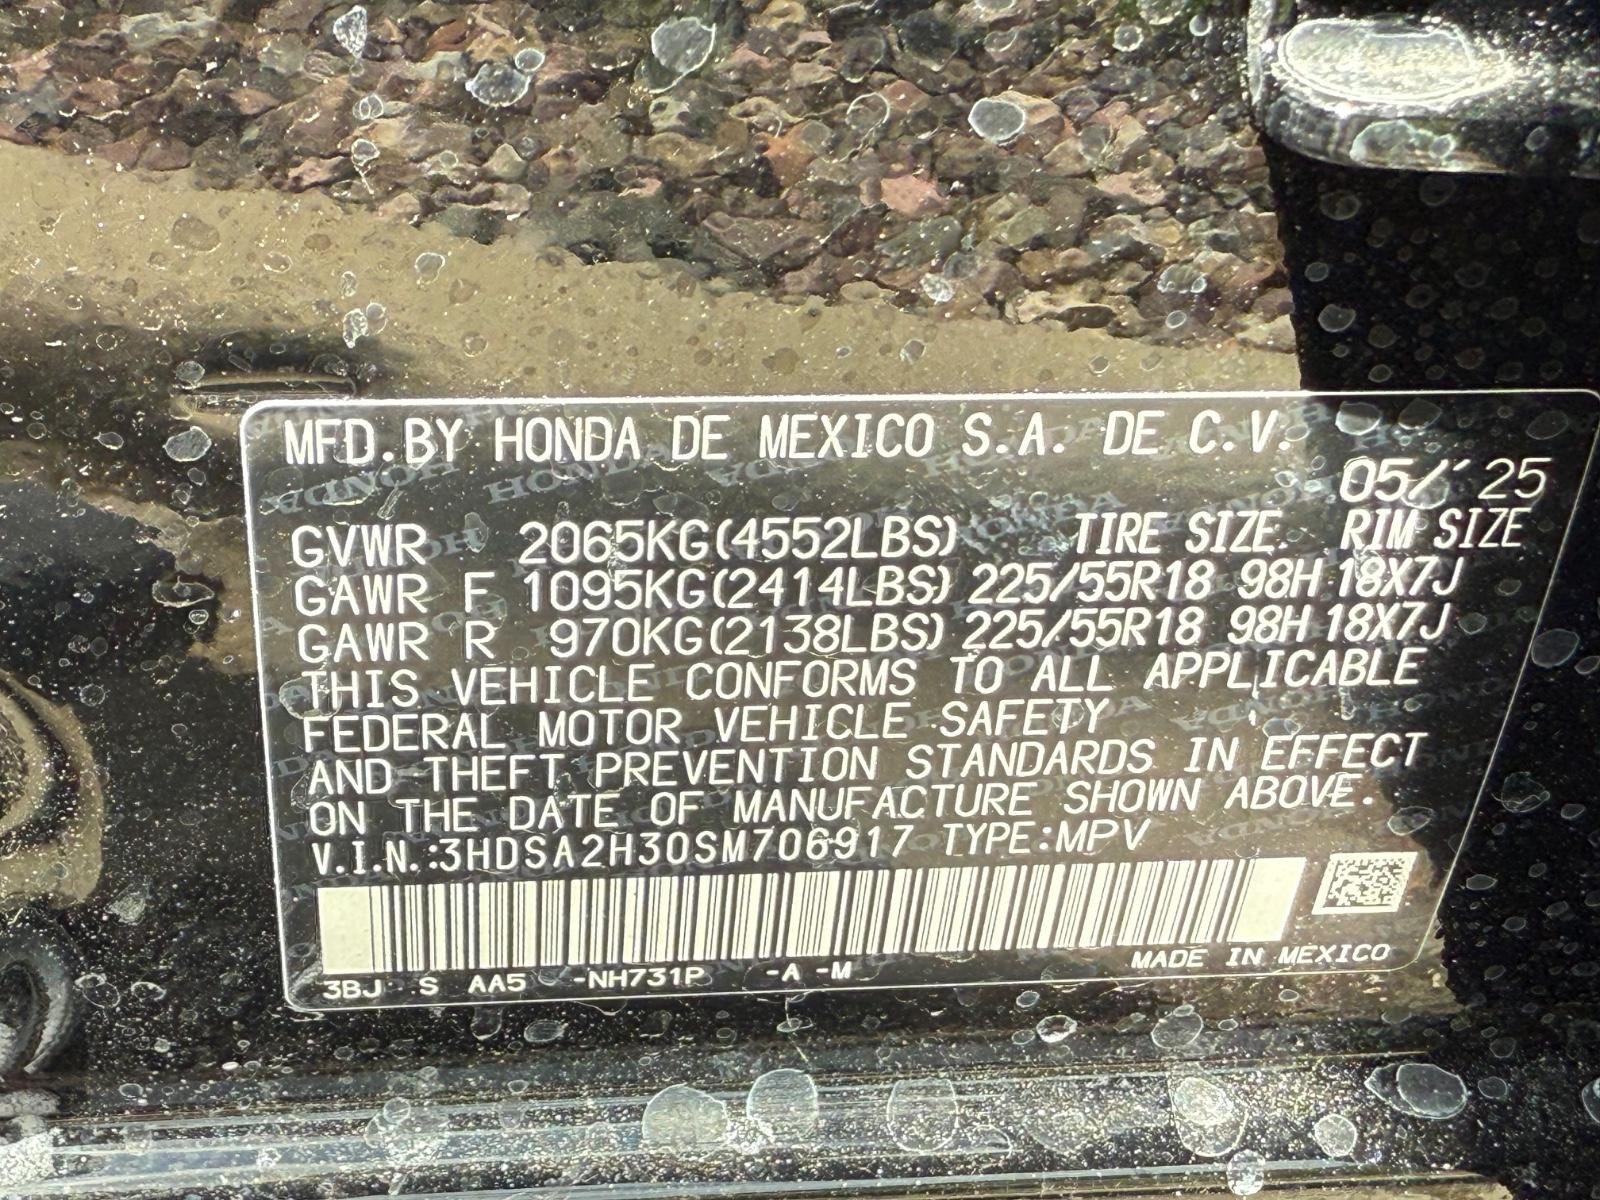 MFD.BY HONDA DE MEXICO S.A. DE C.V.
05/'25
GVWR 2065KG(4552LBS) TIRE SIZE. RIM SIZE
GAWR F 1095KG(2414LBS) 225/55R18 98H 18X7J
GAWR R 970KG(2138LBS) 225/55R18 98H 18X7J
THIS VEHICLE CONFORMS TO ALL APPLICABLE
FEDERAL MOTOR VEHICLE SAFETY
AND THEFT PREVENTION STANDARDS IN EFFECT
ON THE DATE OF MANUFACTURE SHOWN ABOVE.
V.I.N.:3HDSA2H30SM706917 TYPE:MPV
MADE IN MEXICO
3BJ S AA5 -NH731P -A -M